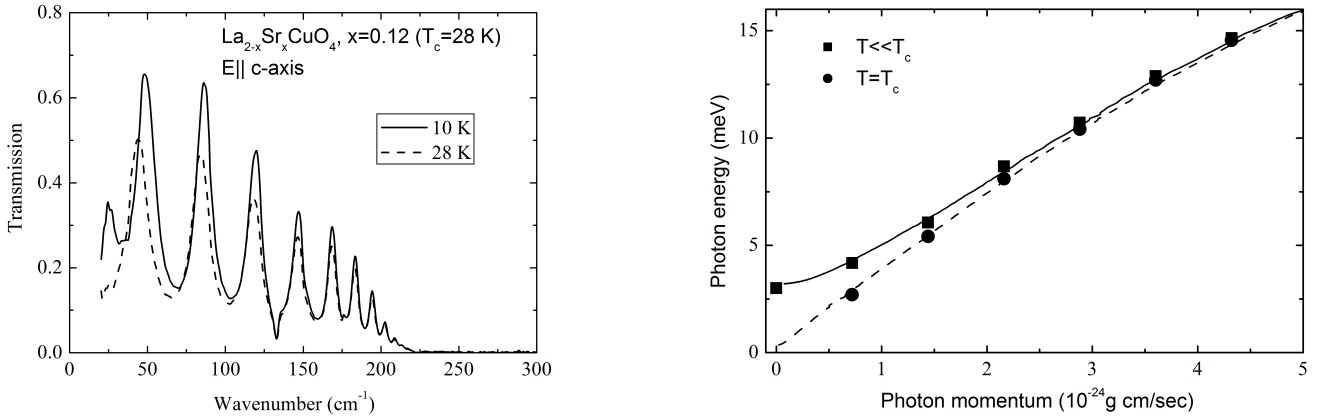 La2-xSrxCuO4, x=0.12 (Tc=28 K)
E|| c-axis
10 K
28 K
Transmission
0.8
0.6
0.4
0.2
0.0
0 50 100 150 200 250 300
Wavenumber (cm-1)
T<<Tc
T=Tc
Photon energy (meV)
15
10
5
0
0 1 2 3 4 5
Photon momentum (10-24g cm/sec)